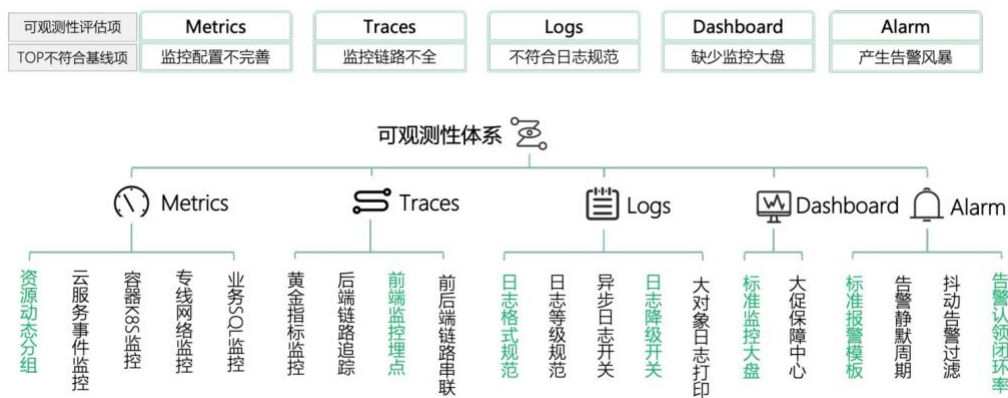 可观测性评估项 Metrics Traces Logs Dashboard Alarm
TOP不符合基线项 监控配置不完善 监控链路不全 不符合日志规范 缺少监控大盘 产生告警风暴
可观测性体系
Metrics Traces Logs Dashboard Alarm
资源动态分组
云服务事件监控
容器K8S监控
专线网络监控
业务SQL监控
黄金指标监控
后端链路追踪
前端监控埋点
前后端链路串联
日志格式规范
日志等级规范
异步日志开关
日志降级开关
大对象日志打印
标准监控大盘
大促保障中心
标准报警模板
告警静默周期
抖动告警过滤
告警认领闭环率